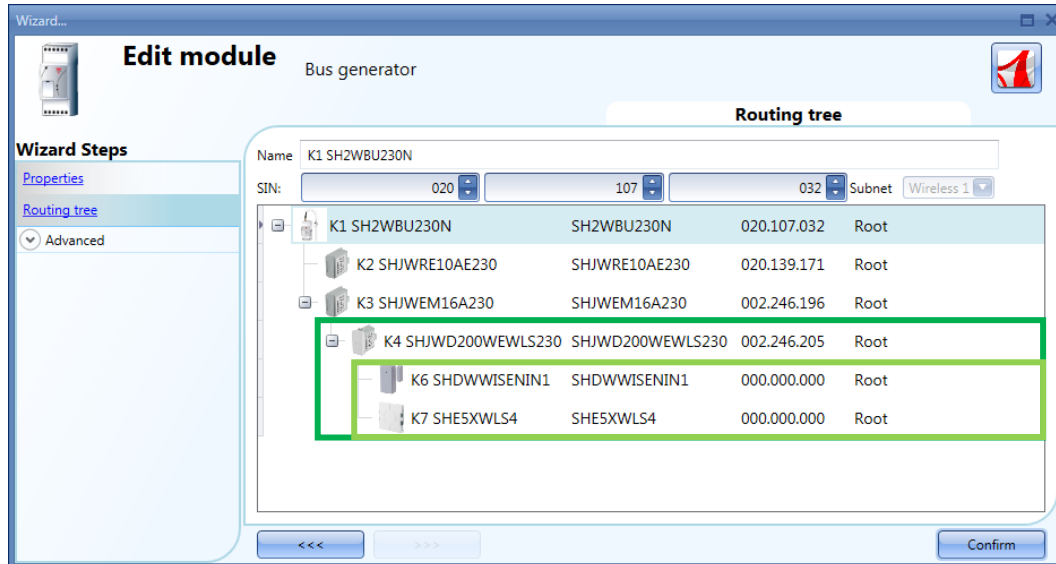 Wizard...
Edit module
Bus generator
Routing tree
Wizard Steps
Properties
Routing tree
Advanced
Name K1 SH2WBU230N
SIN: 020 107 032 Subnet Wireless 1
K1 SH2WBU230N SH2WBU230N 020.107.032 Root
K2 SHJWRE10AE230 SHJWRE10AE230 020.139.171 Root
K3 SHJWEM16A230 SHJWEM16A230 002.246.196 Root
K4 SHJWD200WEWLS230 SHJWD200WEWLS230 002.246.205 Root
K6 SHDWWISENIN1 SHDWWISENIN1 000.000.000 Root
K7 SHE5XWLS4 SHE5XWLS4 000.000.000 Root
<<< >>> Confirm